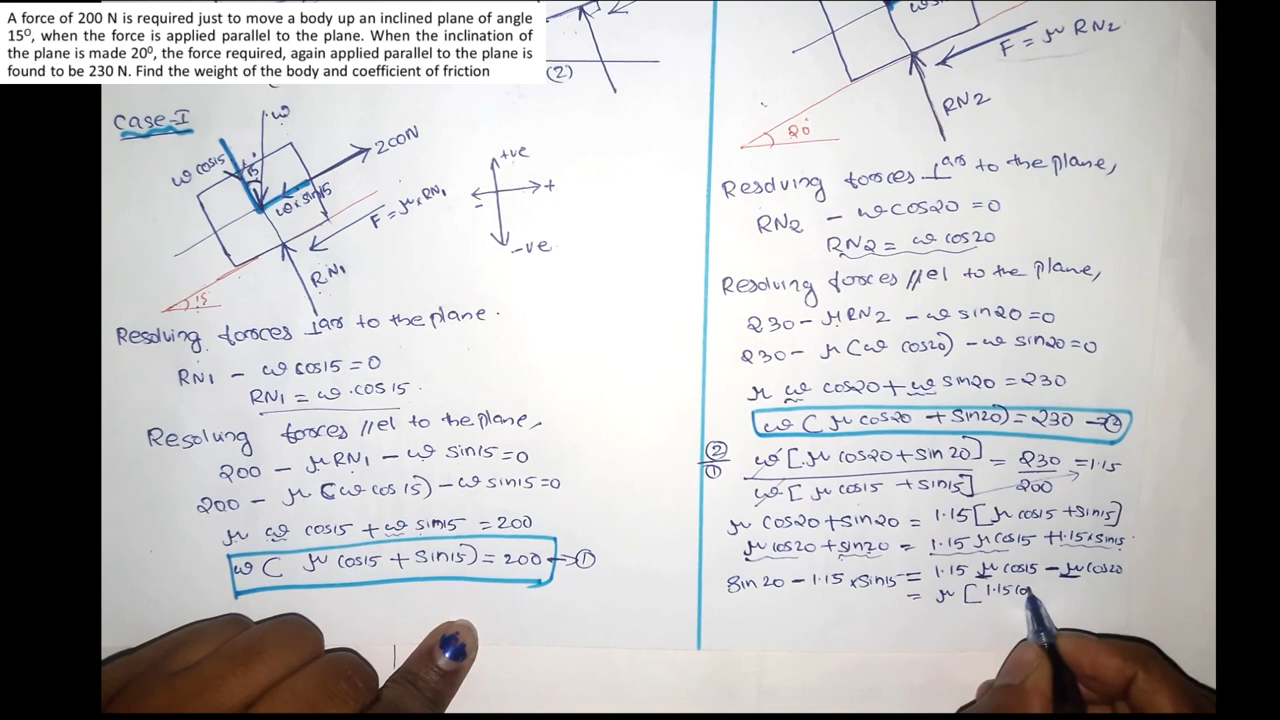 A force of 200 N is required just to move a body up an inclined plane of angle
15⁰, when the force is applied parallel to the plane. When the inclination of
the plane is made 20⁰, the force required, again applied parallel to the plane is
found to be 230 N. Find the weight of the body and coefficient of friction
(2)
Case-I
w
200N
w cos15
15°
w·sin15
F = μ×RN1
RN1
15
+ve
+
-
-ve
Resolving forces ⊥ar to the plane.
RN1 - w cos15 = 0
RN1 = w·cos15.
Resolving forces //el to the plane,
200 - μRN1 - w sin15 = 0
200 - μ (w cos15) - w sin15 = 0
μ w cos15 + w sin15 = 200
w ( μ cos15 + sin15) = 200 → ①
F = μ RN2
RN2
20°
Resolving forces ⊥ar to the plane,
RN2 - w cos20 = 0
RN2 = w cos20
Resolving forces //el to the plane,
230 - μRN2 - w sin20 = 0
230 - μ (w cos20) - w sin20 = 0
μ w cos20 + w sin20 = 230
w ( μ cos20 + sin20) = 230 → ②
②/① w [μ cos20 + sin20] / w [μ cos15 + sin15] = 230/200 = 1.15
μ cos20 + sin20 = 1.15 [μ cos15 + sin15]
μ cos20 + sin20 = 1.15 μ cos15 + 1.15×sin15.
sin20 - 1.15×sin15 = 1.15 μ cos15 - μ cos20
= μ [ 1.15 co